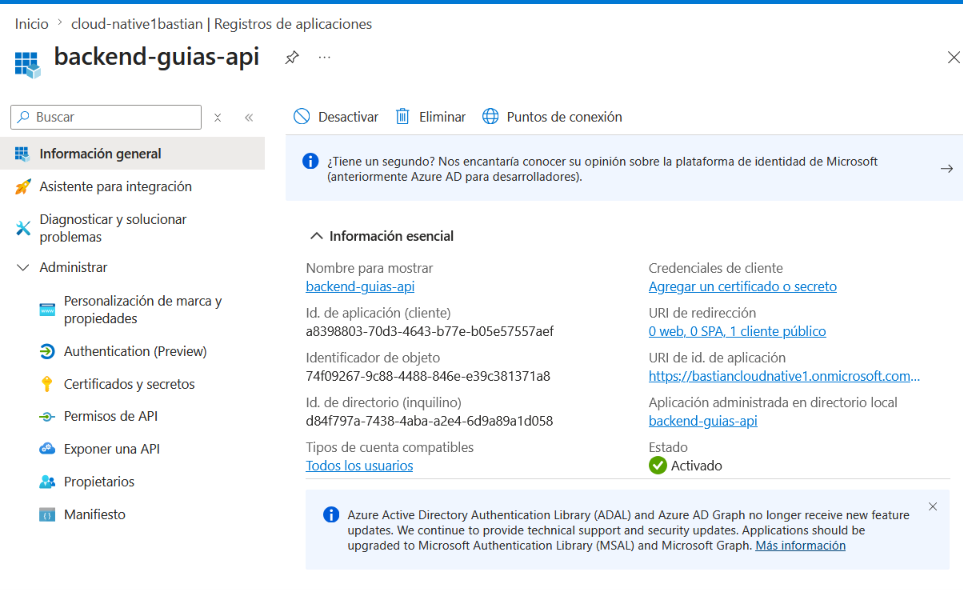 Inicio > cloud-native1bastian | Registros de aplicaciones
backend-guias-api
Buscar
Información general
Asistente para integración
Diagnosticar y solucionar
problemas
Administrar
Personalización de marca y
propiedades
Authentication (Preview)
Certificados y secretos
Permisos de API
Exponer una API
Propietarios
Manifiesto
Desactivar Eliminar Puntos de conexión
¿Tiene un segundo? Nos encantaría conocer su opinión sobre la plataforma de identidad de Microsoft
(anteriormente Azure AD para desarrolladores).
Información esencial
Nombre para mostrar
backend-guias-api
Id. de aplicación (cliente)
a8398803-70d3-4643-b77e-b05e57557aef
Identificador de objeto
74f09267-9c88-4488-846e-e39c381371a8
Id. de directorio (inquilino)
d84f797a-7438-4aba-a2e4-6d9a89a1d058
Tipos de cuenta compatibles
Todos los usuarios
Credenciales de cliente
Agregar un certificado o secreto
URI de redirección
0 web, 0 SPA, 1 cliente público
URI de id. de aplicación
https://bastiancloudnative1.onmicrosoft.com...
Aplicación administrada en directorio local
backend-guias-api
Estado
Activado
Azure Active Directory Authentication Library (ADAL) and Azure AD Graph no longer receive new feature
updates. We continue to provide technical support and security updates. Applications should be
upgraded to Microsoft Authentication Library (MSAL) and Microsoft Graph. Más información